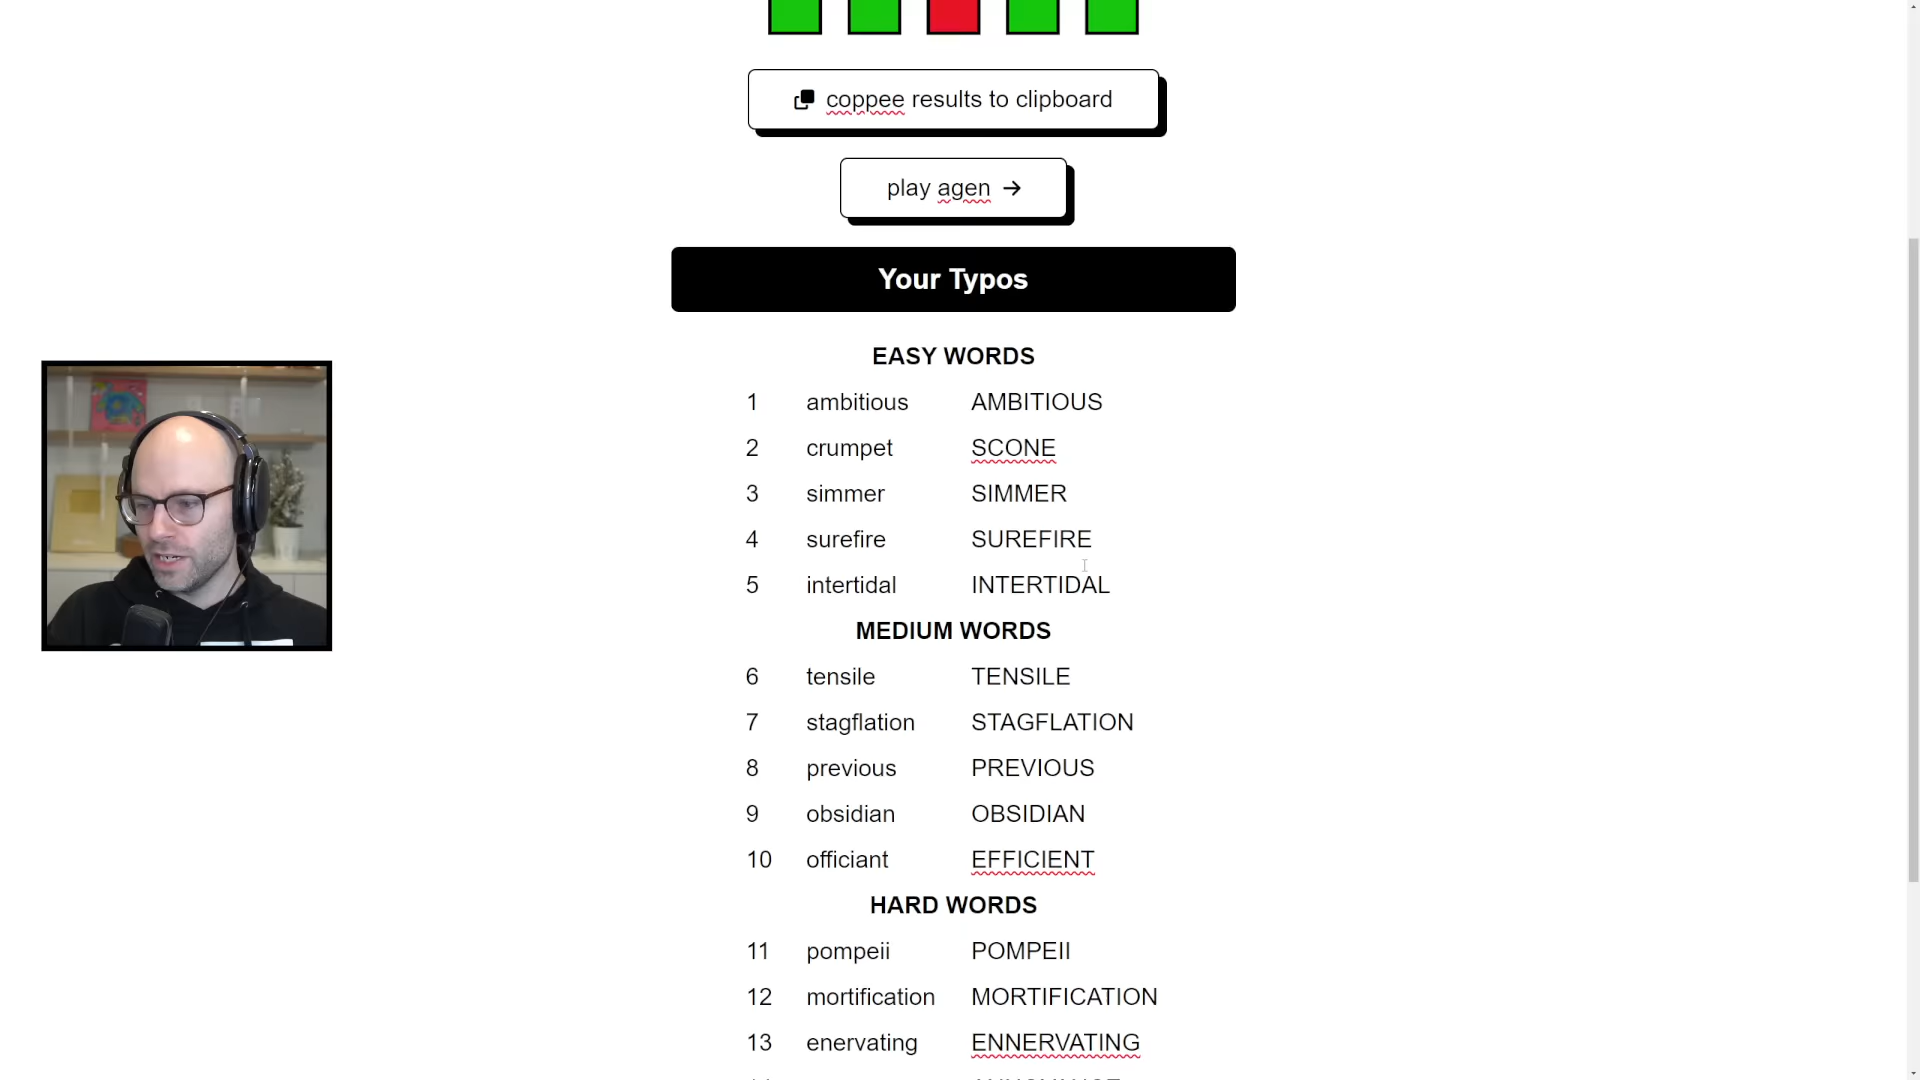 coppee results to clipboard
play agen →
Your Typos
EASY WORDS
1 ambitious AMBITIOUS
2 crumpet SCONE
3 simmer SIMMER
4 surefire SUREFIRE
5 intertidal INTERTIDAL
MEDIUM WORDS
6 tensile TENSILE
7 stagflation STAGFLATION
8 previous PREVIOUS
9 obsidian OBSIDIAN
10 officiant EFFICIENT
HARD WORDS
11 pompeii POMPEII
12 mortification MORTIFICATION
13 enervating ENNERVATING